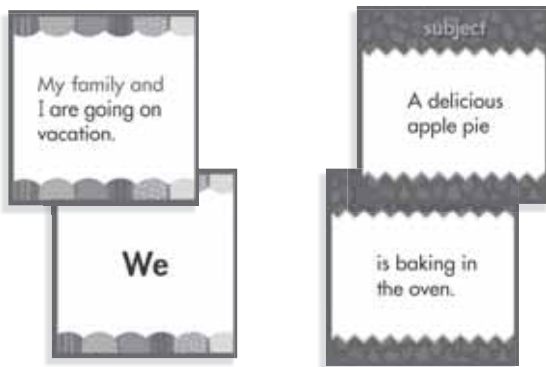 My family and
I are going on
vacation.
We
subject
A delicious
apple pie
is baking in
the oven.